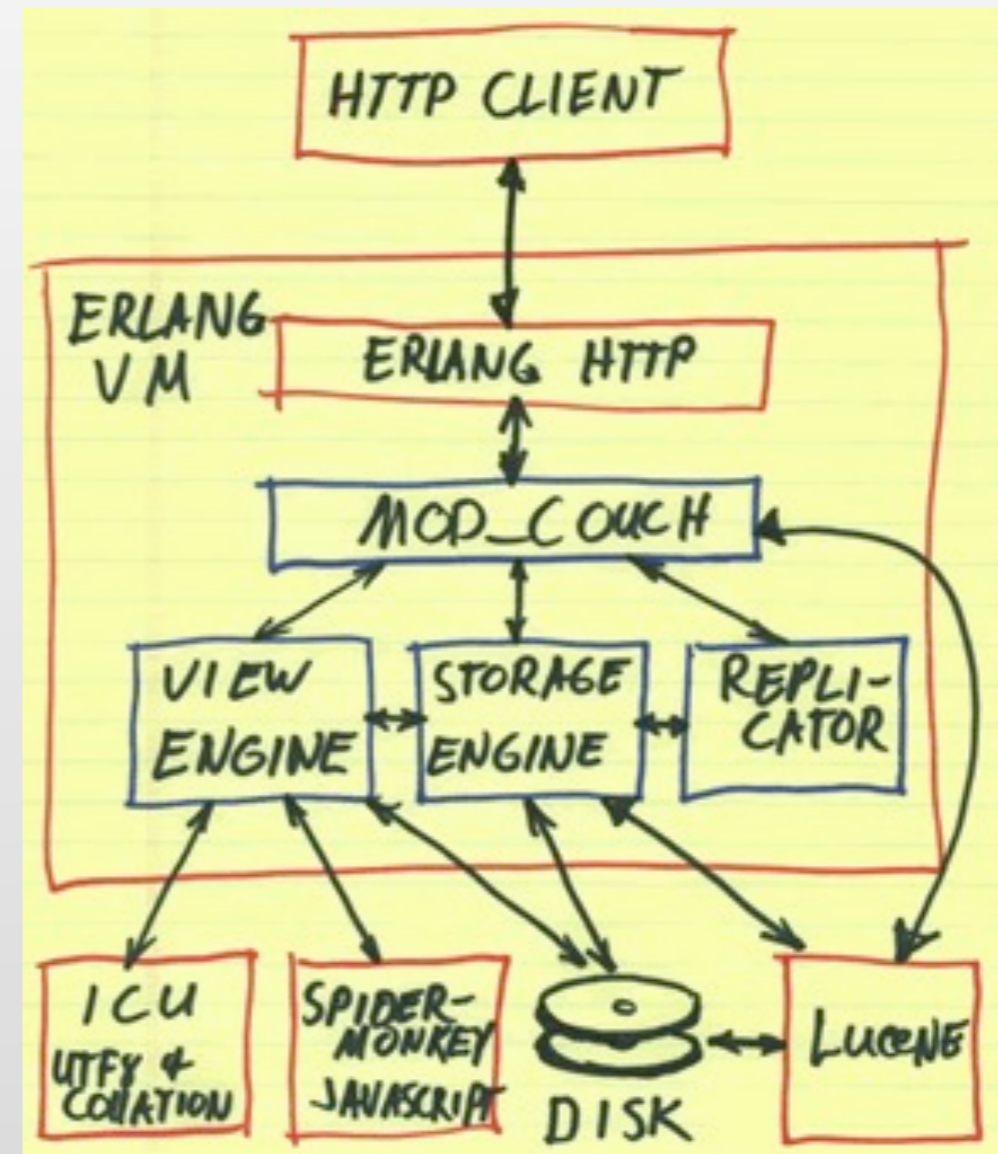 HTTP CLIENT
ERLANG
VM
ERLANG HTTP
MOD_COUCH
VIEW
ENGINE
STORAGE
ENGINE
REPLI-
CATOR
ICU
UTF8 &
COLLATION
SPIDER-
MONKEY
JAVASCRIPT
DISK
LUCENE